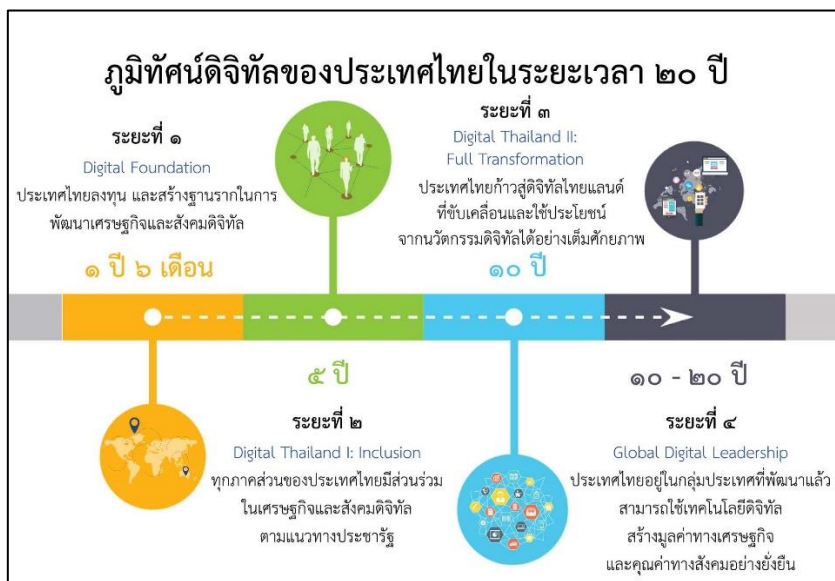 ภูมิทัศน์ดิจิทัลของประเทศไทยในระยะเวลา ๒๐ ปี
ระยะที่ ๑
Digital Foundation
ประเทศไทยลงทุน และสร้างฐานรากในการ
พัฒนาเศรษฐกิจและสังคมดิจิทัล
๑ ปี ๖ เดือน
๕ ปี
ระยะที่ ๒
Digital Thailand I: Inclusion
ทุกภาคส่วนของประเทศไทยมีส่วนร่วม
ในเศรษฐกิจและสังคมดิจิทัล
ตามแนวทางประชารัฐ
ระยะที่ ๓
Digital Thailand II:
Full Transformation
ประเทศไทยก้าวสู่ดิจิทัลไทยแลนด์
ที่ขับเคลื่อนและใช้ประโยชน์
จากนวัตกรรมดิจิทัลได้อย่างเต็มศักยภาพ
๑๐ ปี
๑๐ - ๒๐ ปี
ระยะที่ ๔
Global Digital Leadership
ประเทศไทยอยู่ในกลุ่มประเทศที่พัฒนาแล้ว
สามารถใช้เทคโนโลยีดิจิทัล
สร้างมูลค่าทางเศรษฐกิจ
และคุณค่าทางสังคมอย่างยั่งยืน